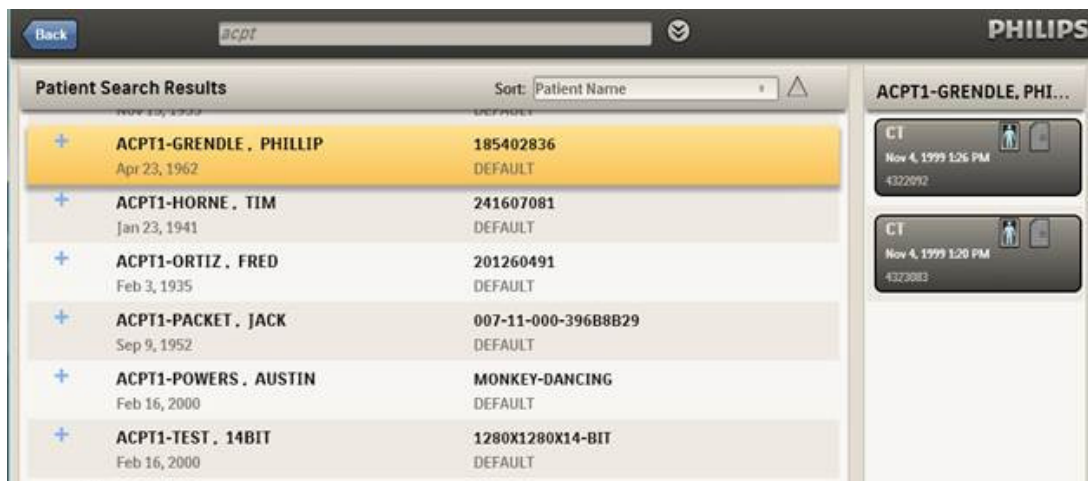 Back
acpt
PHILIPS
Patient Search Results
Sort: Patient Name
Nov 15, 1955 DEFAULT
ACPT1-GRENDLE, PHILLIP 185402836
Apr 23, 1962 DEFAULT
ACPT1-HORNE, TIM 241607081
Jan 23, 1941 DEFAULT
ACPT1-ORTIZ, FRED 201260491
Feb 3, 1935 DEFAULT
ACPT1-PACKET, JACK 007-11-000-396B8B29
Sep 9, 1952 DEFAULT
ACPT1-POWERS, AUSTIN MONKEY-DANCING
Feb 16, 2000 DEFAULT
ACPT1-TEST, 14BIT 1280X1280X14-BIT
Feb 16, 2000 DEFAULT
ACPT1-GRENDLE, PHI...
CT
Nov 4, 1999 1:26 PM
4322092
CT
Nov 4, 1999 1:20 PM
4323083